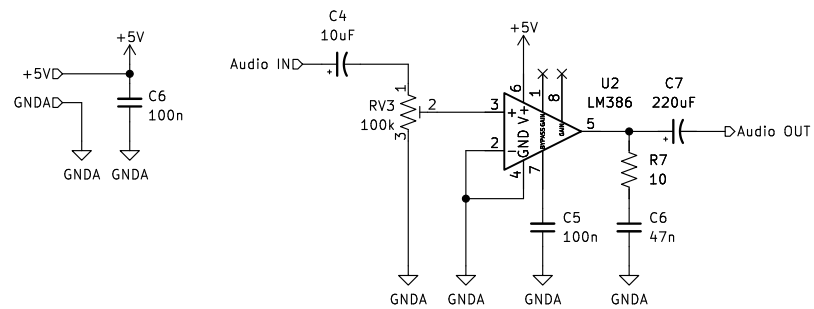 +5V
+5V
GNDA
C6
100n
GNDA
GNDA
Audio IN
C4
10uF
+
RV3
100k
1
2
3
GNDA
+5V
6
1
8
3
2
+
-
V+
GND
BYPASS
GAIN
GAIN
4
7
5
U2
LM386
GNDA
C5
100n
GNDA
C7
220uF
+
Audio OUT
R7
10
C6
47n
GNDA